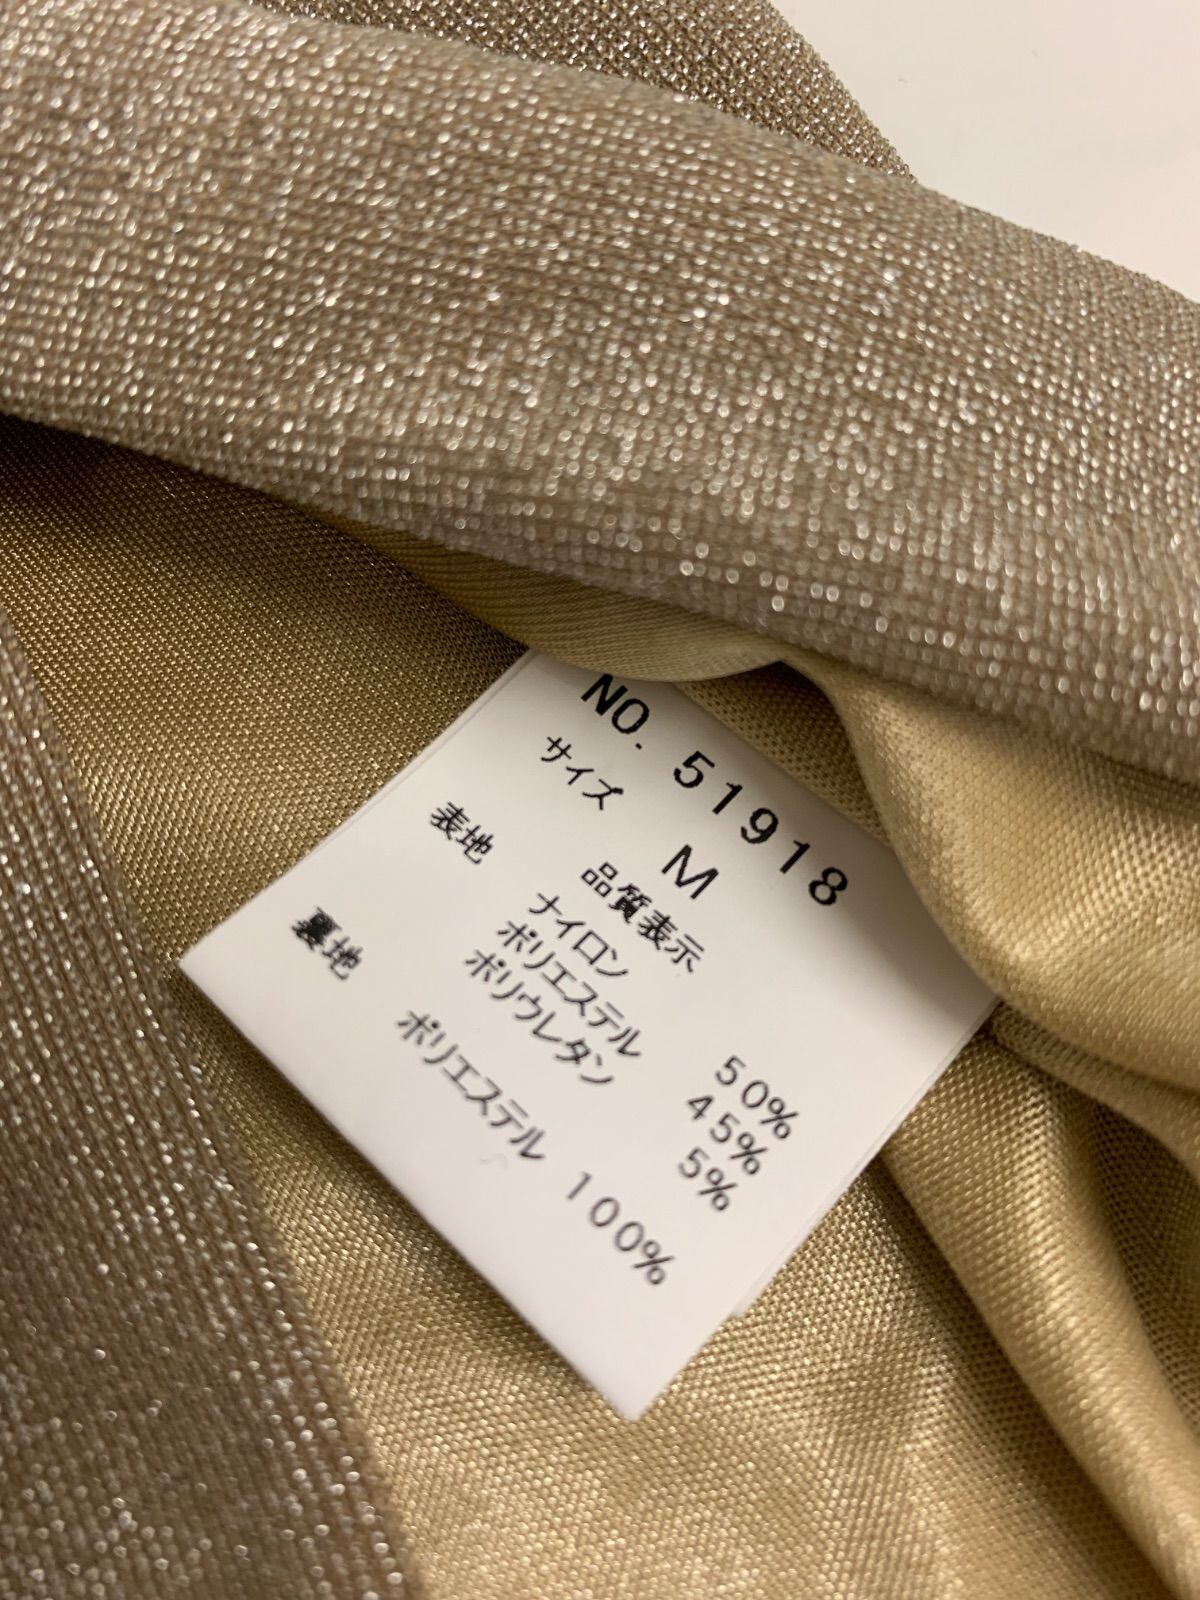 NO. 51918
サイズ M
品質表示
表地 ナイロン 50%
ポリエステル 45%
ポリウレタン 5%
裏地
ポリエステル 100%